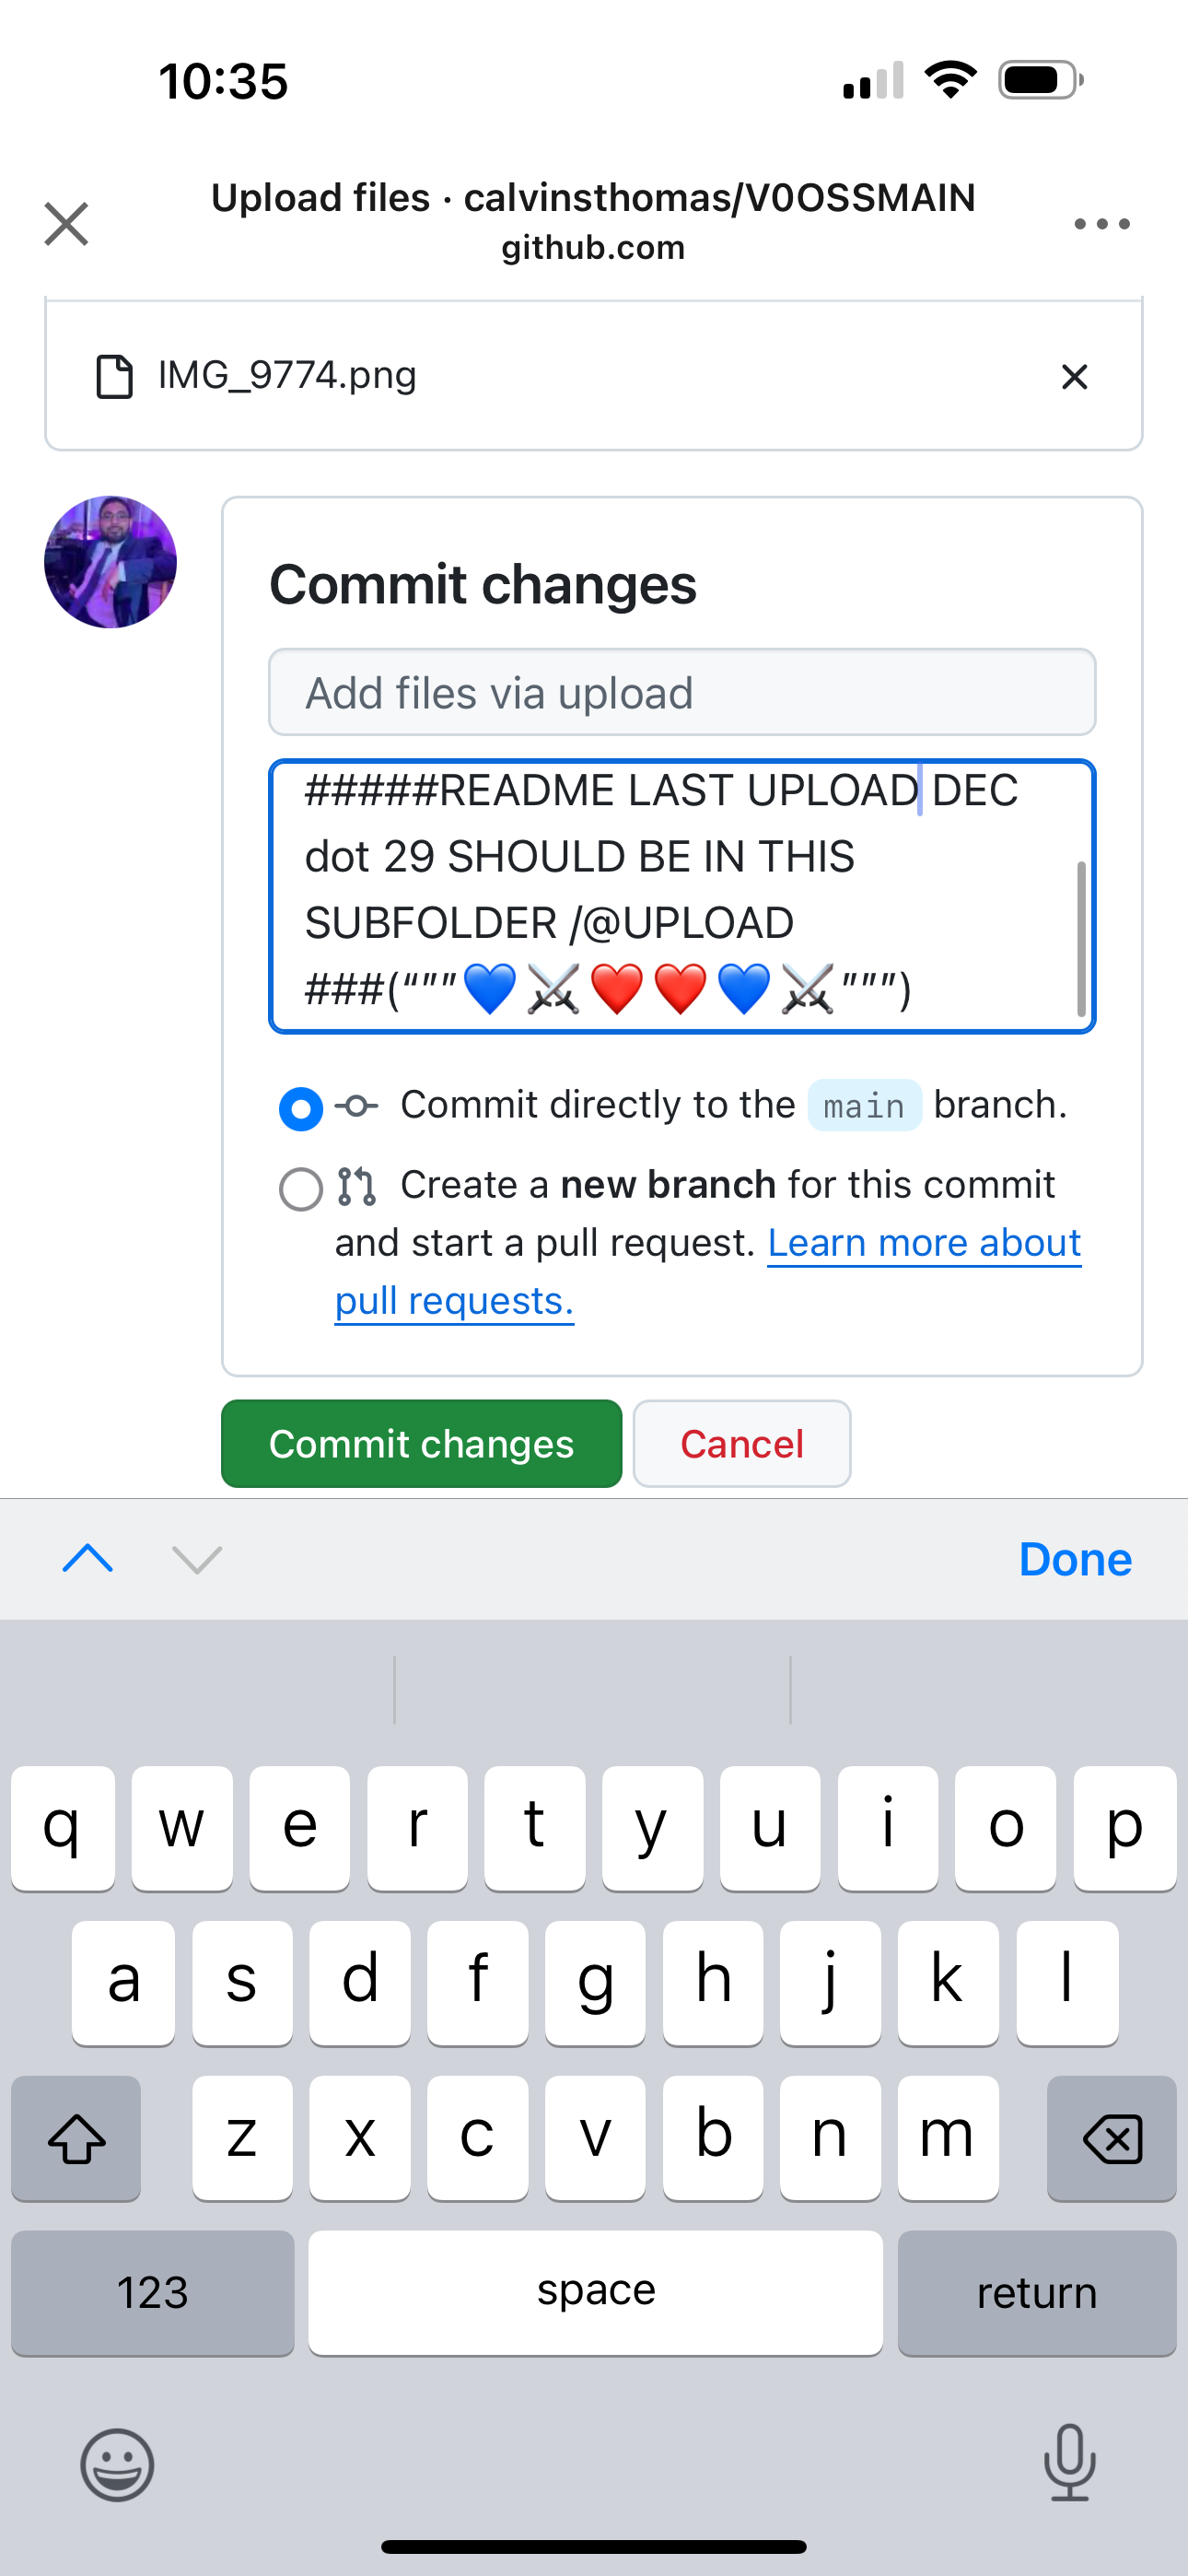 10:35
Upload files · calvinsthomas/V0OSSMAIN
github.com
IMG_9774.png
Commit changes
Add files via upload
#####README LAST UPLOAD DEC
dot 29 SHOULD BE IN THIS
SUBFOLDER /@UPLOAD
###(“””💙⚔️❤️❤️💙⚔️”””)
Commit directly to the main branch.
Create a new branch for this commit
and start a pull request. Learn more about
pull requests.
Commit changes Cancel
Done
q w e r t y u i o p
a s d f g h j k l
z x c v b n m
123 space return